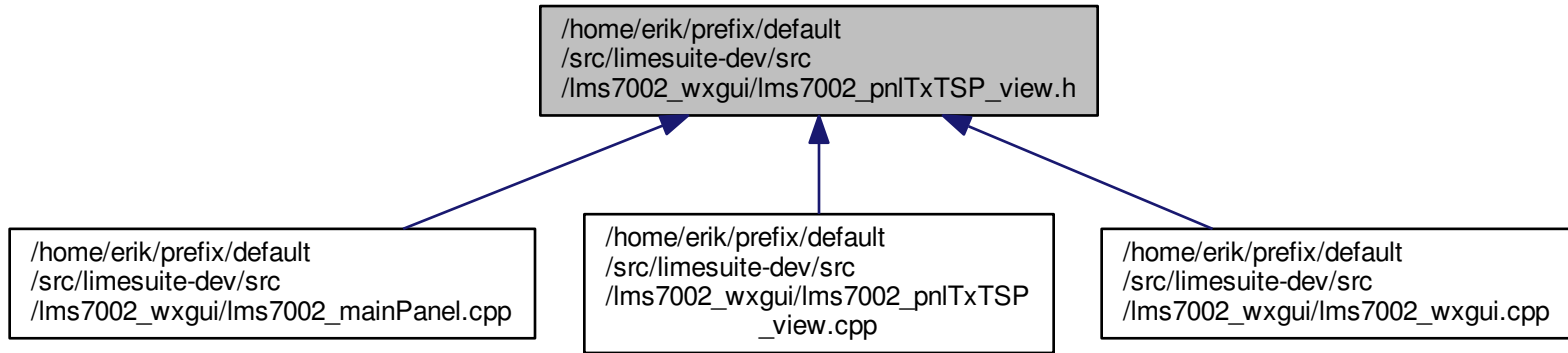 /home/erik/prefix/default
/src/limesuite-dev/src
/lms7002_wxgui/lms7002_pnlTxTSP_view.h
/home/erik/prefix/default
/src/limesuite-dev/src
/lms7002_wxgui/lms7002_mainPanel.cpp
/home/erik/prefix/default
/src/limesuite-dev/src
/lms7002_wxgui/lms7002_pnlTxTSP
_view.cpp
/home/erik/prefix/default
/src/limesuite-dev/src
/lms7002_wxgui/lms7002_wxgui.cpp